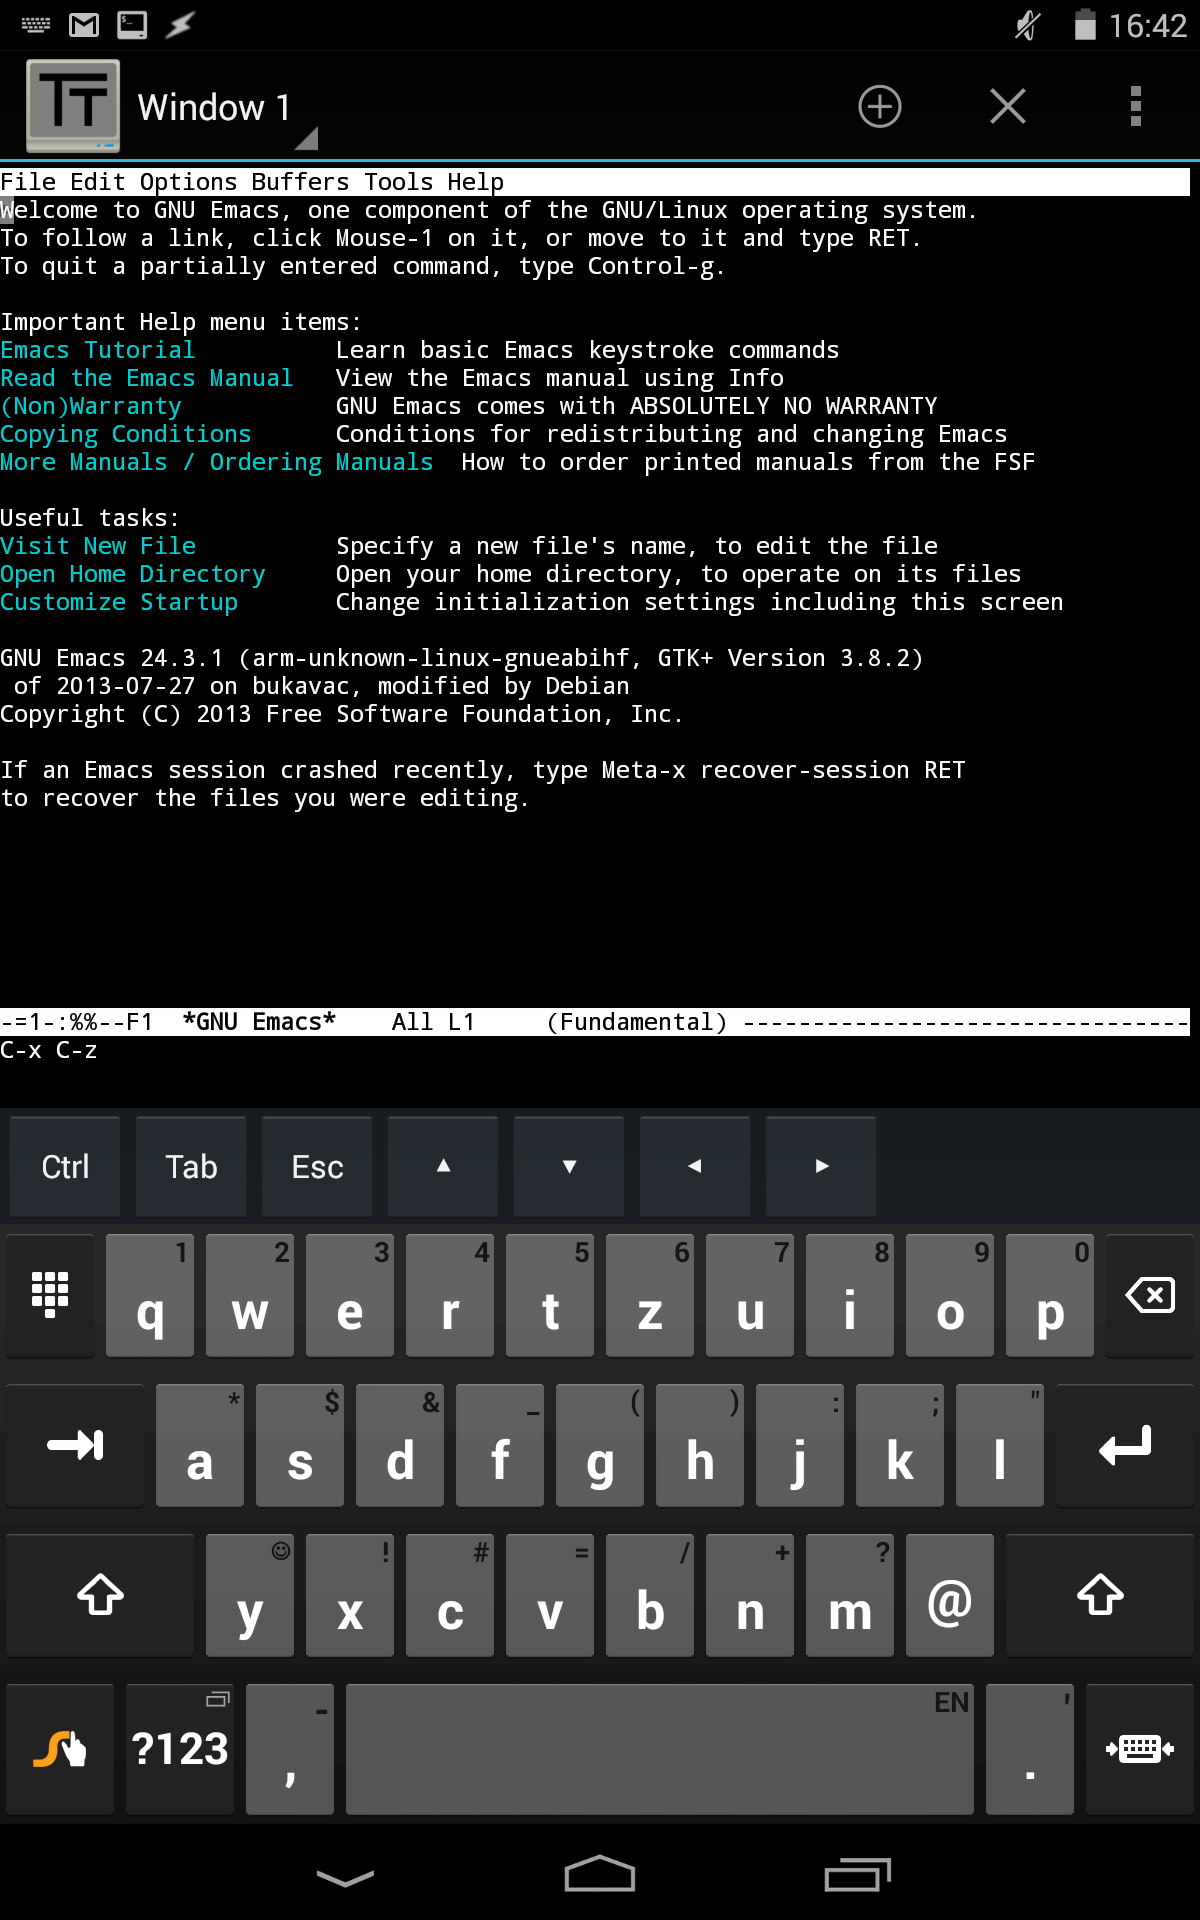 16:42
TT Window 1
File Edit Options Buffers Tools Help
Welcome to GNU Emacs, one component of the GNU/Linux operating system.
To follow a link, click Mouse-1 on it, or move to it and type RET.
To quit a partially entered command, type Control-g.
Important Help menu items:
Emacs Tutorial Learn basic Emacs keystroke commands
Read the Emacs Manual View the Emacs manual using Info
(Non)Warranty GNU Emacs comes with ABSOLUTELY NO WARRANTY
Copying Conditions Conditions for redistributing and changing Emacs
More Manuals / Ordering Manuals How to order printed manuals from the FSF
Useful tasks:
Visit New File Specify a new file's name, to edit the file
Open Home Directory Open your home directory, to operate on its files
Customize Startup Change initialization settings including this screen
GNU Emacs 24.3.1 (arm-unknown-linux-gnueabihf, GTK+ Version 3.8.2)
of 2013-07-27 on bukavac, modified by Debian
Copyright (C) 2013 Free Software Foundation, Inc.
If an Emacs session crashed recently, type Meta-x recover-session RET
to recover the files you were editing.
-=1-:%%--F1 *GNU Emacs* All L1 (Fundamental) --------------------------------
C-x C-z
Ctrl Tab Esc ▲ ▼ ◄ ►
1 2 3 4 5 6 7 8 9 0
q w e r t z u i o p
* $ & _ ( ) : ; "
a s d f g h j k l
☺ ! # = / + ?
y x c v b n m @
- EN '
?123 , .